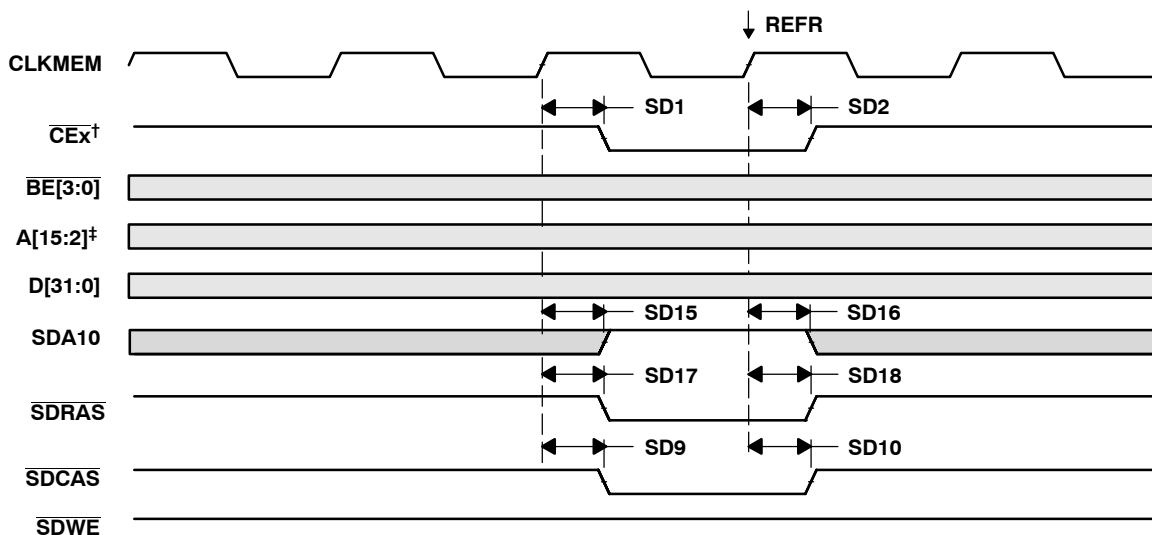 REFR
CLKMEM
SD1 SD2
CEx†
BE[3:0]
A[15:2]‡
D[31:0]
SD15 SD16
SDA10
SD17 SD18
SDRAS
SD9 SD10
SDCAS
SDWE